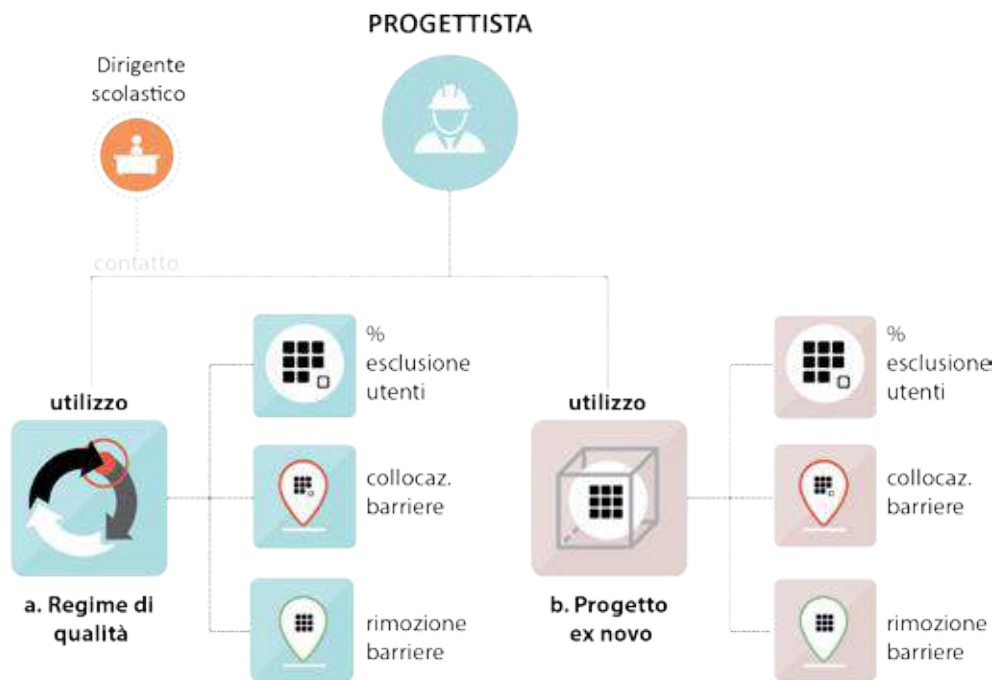 PROGETTISTA
Dirigente
scolastico
contatto
utilizzo
%
esclusione
utenti
collocaz.
barriere
rimozione
barriere
a. Regime di
qualità
utilizzo
%
esclusione
utenti
collocaz.
barriere
rimozione
barriere
b. Progetto
ex novo